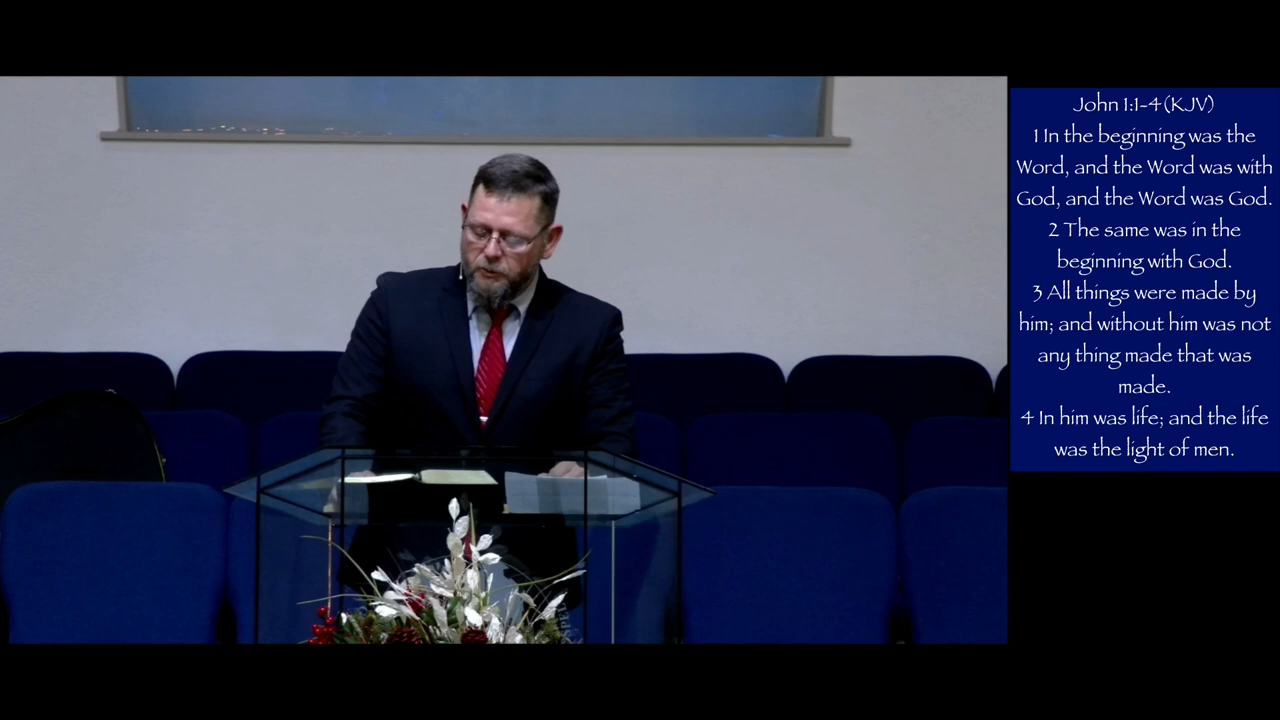 John 1:1-4 (KJV)
1 In the beginning was the
Word, and the Word was with
God, and the Word was God.
2 The same was in the
beginning with God.
3 All things were made by
him; and without him was not
any thing made that was
made.
4 In him was life; and the life
was the light of men.